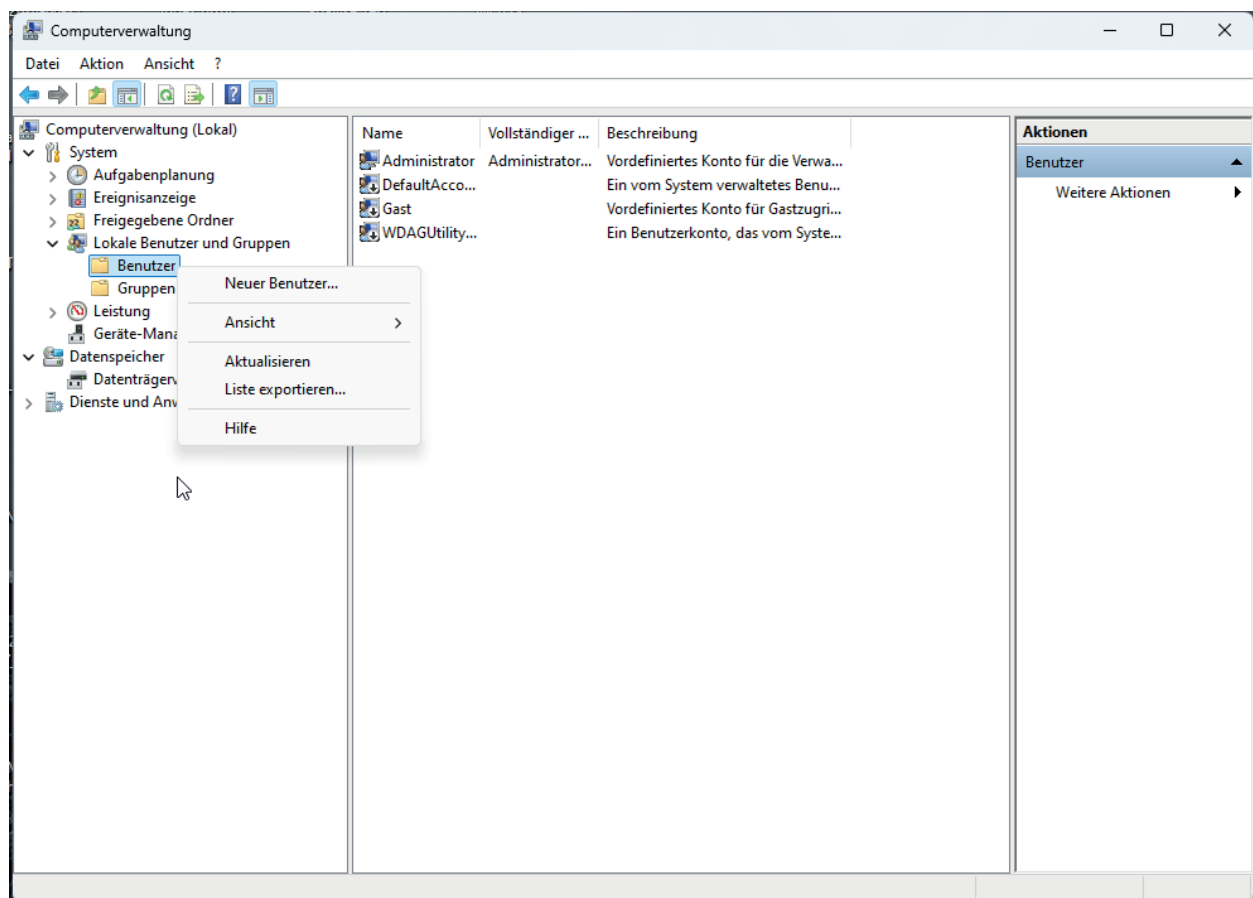 Computerverwaltung
Datei Aktion Ansicht ?
Computerverwaltung (Lokal)
System
Aufgabenplanung
Ereignisanzeige
Freigegebene Ordner
Lokale Benutzer und Gruppen
Benutzer
Gruppen
Leistung
Geräte-Mana
Datenspeicher
Datenträgerv
Dienste und Anw
Neuer Benutzer...
Ansicht
Aktualisieren
Liste exportieren...
Hilfe
Name Vollständiger ... Beschreibung
Administrator Administrator... Vordefiniertes Konto für die Verwa...
DefaultAcco... Ein vom System verwaltetes Benu...
Gast Vordefiniertes Konto für Gastzugri...
WDAGUtility... Ein Benutzerkonto, das vom Syste...
Aktionen
Benutzer
Weitere Aktionen